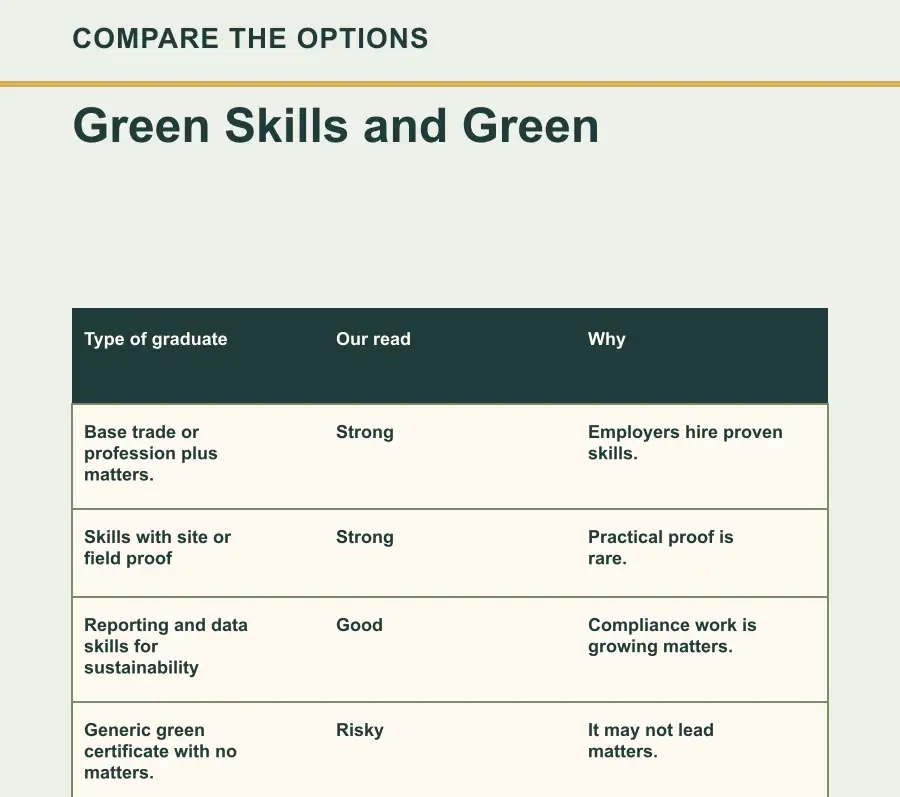 COMPARE THE OPTIONS
Green Skills and Green
Type of graduate
Our read
Why
Base trade or
profession plus
matters.
Strong
Employers hire proven
skills.
Skills with site or
field proof
Strong
Practical proof is
rare.
Reporting and data
skills for
sustainability
Good
Compliance work is
growing matters.
Generic green
certificate with no
matters.
Risky
It may not lead
matters.